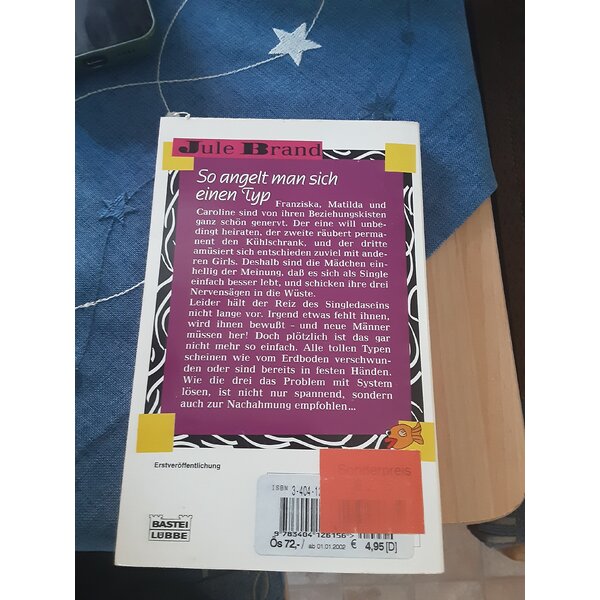 Jule Brand
So angelt man sich
einen Typ
Franziska, Matilda und
Caroline sind von ihren Beziehungskisten
ganz schön genervt. Der eine will unbe-
dingt heiraten, der zweite räubert perma-
nent den Kühlschrank, und der dritte
amüsiert sich entschieden zuviel mit ande-
ren Girls. Deshalb sind die Mädchen ein-
hellig der Meinung, daß es sich als Single
einfach besser lebt, und schicken ihre drei
Nervensägen in die Wüste.
Leider hält der Reiz des Singledaseins
nicht lange vor. Irgend etwas fehlt ihnen,
wird ihnen bewußt – und neue Männer
müssen her! Doch plötzlich ist das gar
nicht mehr so einfach. Alle tollen Typen
scheinen wie vom Erdboden verschwun-
den oder sind bereits in festen Händen.
Wie die drei das Problem mit System
lösen, ist nicht nur spannend, sondern
auch zur Nachahmung empfohlen...
Erstveröffentlichung
Sonderpreis
ISBN 3-404-1
BASTEI
LÜBBE
9 783404 126156 >
Ös 72,-/ ab 01.01.2002 € 4,95 [D]